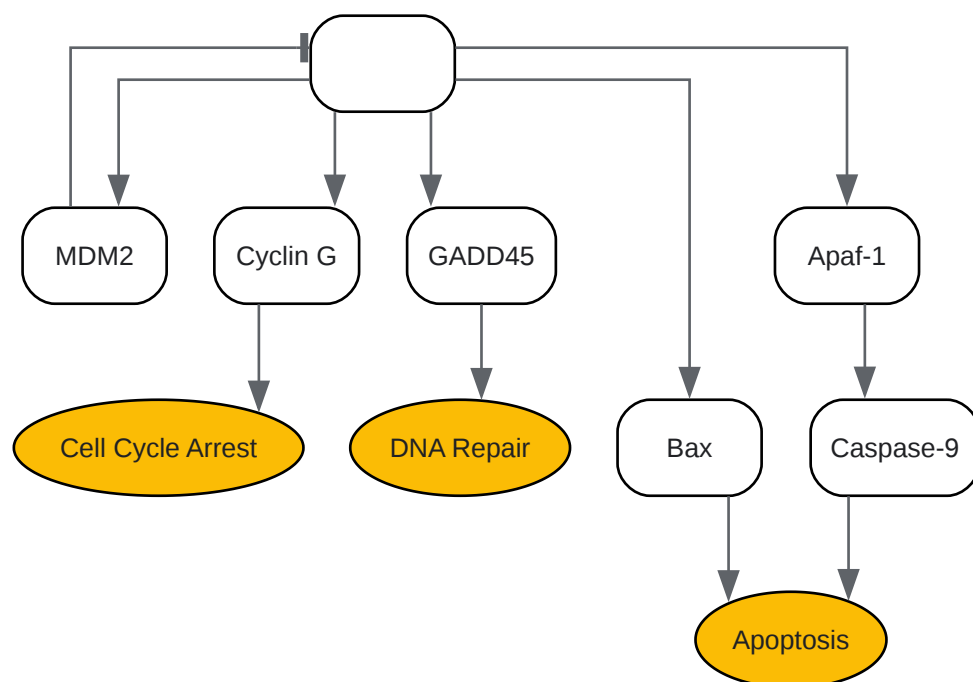 MDM2
Cyclin G
GADD45
Apaf-1
Cell Cycle Arrest
DNA Repair
Bax
Caspase-9
Apoptosis